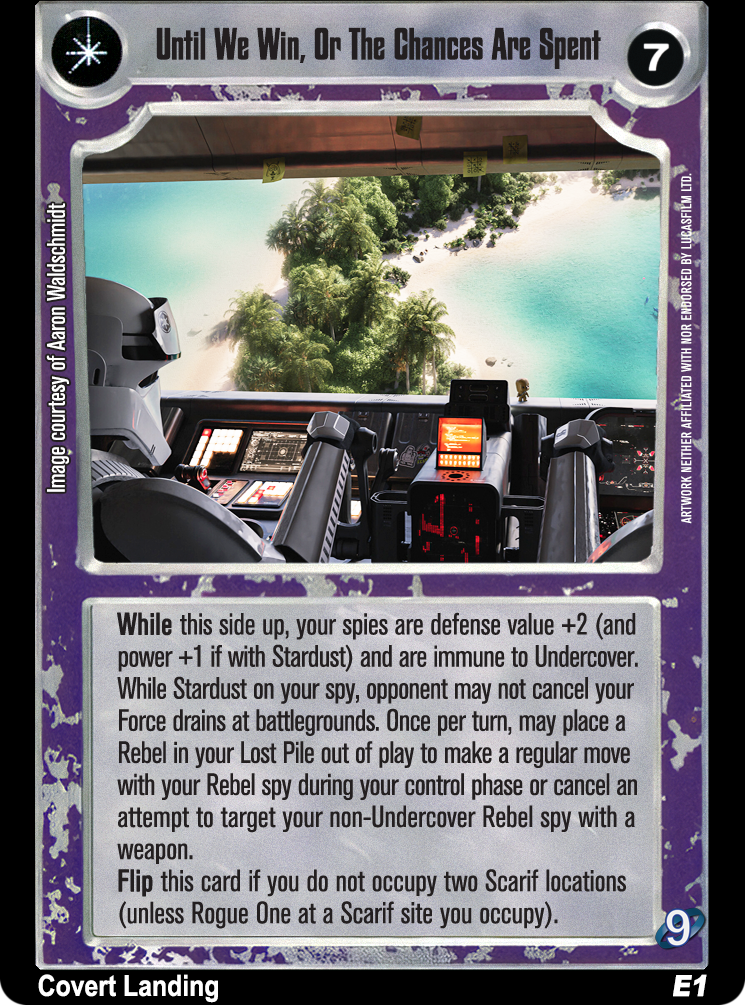 Until We Win, Or The Chances Are Spent
7
Image courtesy of Aaron Waldschmidt
ARTWORK NEITHER AFFILIATED WITH NOR ENDORSED BY LUCASFILM LTD.
While this side up, your spies are defense value +2 (and
power +1 if with Stardust) and are immune to Undercover.
While Stardust on your spy, opponent may not cancel your
Force drains at battlegrounds. Once per turn, may place a
Rebel in your Lost Pile out of play to make a regular move
with your Rebel spy during your control phase or cancel an
attempt to target your non-Undercover Rebel spy with a
weapon.
Flip this card if you do not occupy two Scarif locations
(unless Rogue One at a Scarif site you occupy).
9
Covert Landing
E1